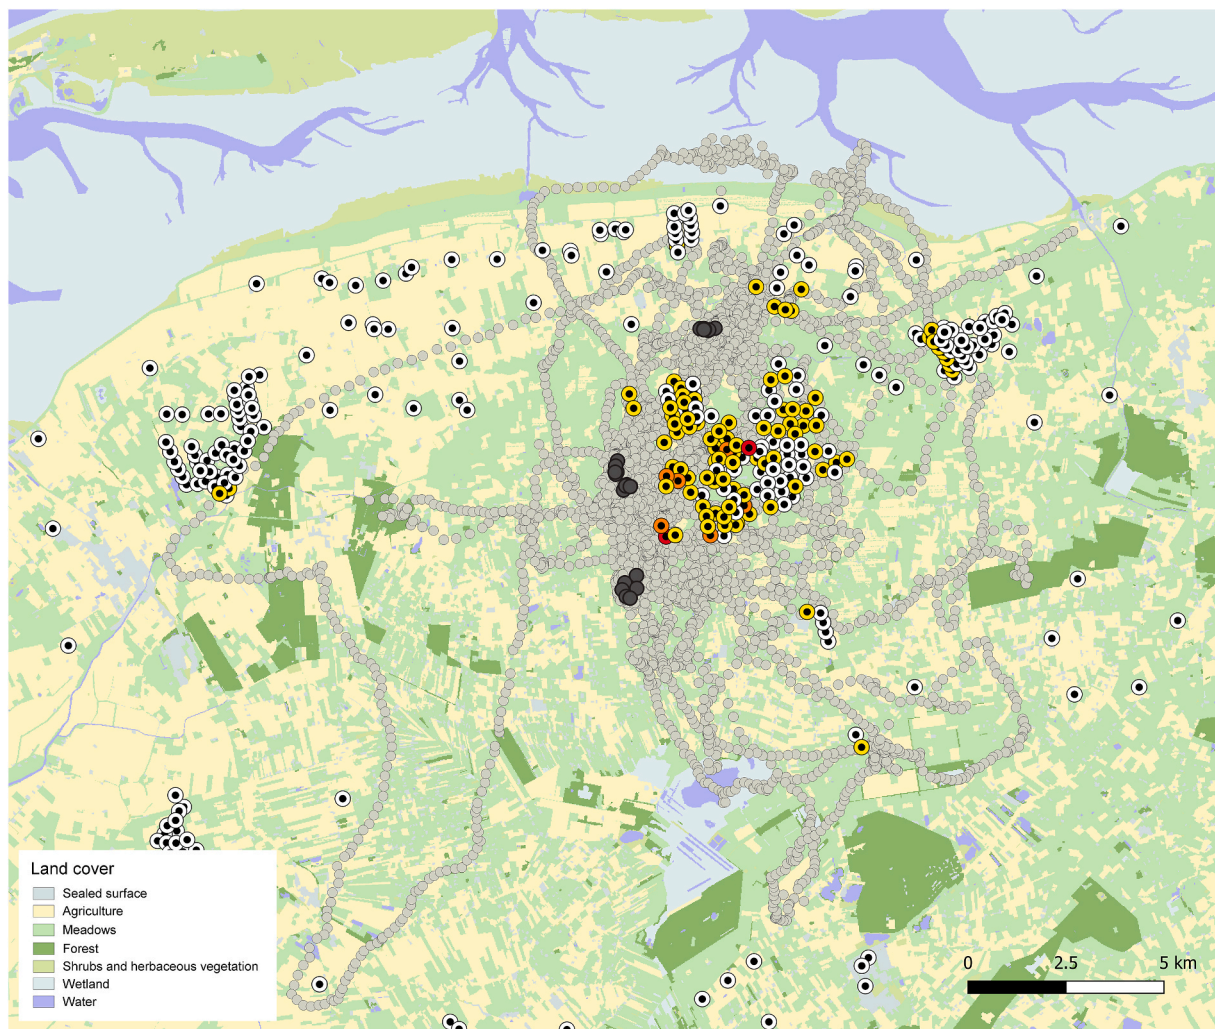 Land cover
Sealed surface
Agriculture
Meadows
Forest
Shrubs and herbaceous vegetation
Wetland
Water
0 2.5 5 km